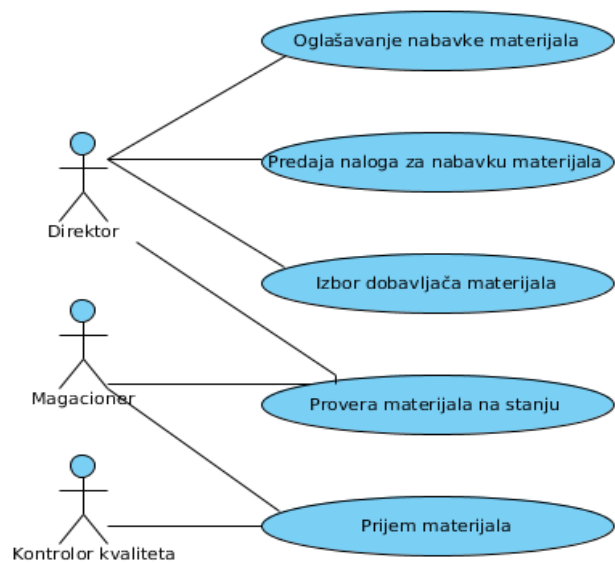 Oglašavanje nabavke materijala
Predaja naloga za nabavku materijala
Direktor
Izbor dobavljača materijala
Magacioner
Provera materijala na stanju
Prijem materijala
Kontrolor kvaliteta